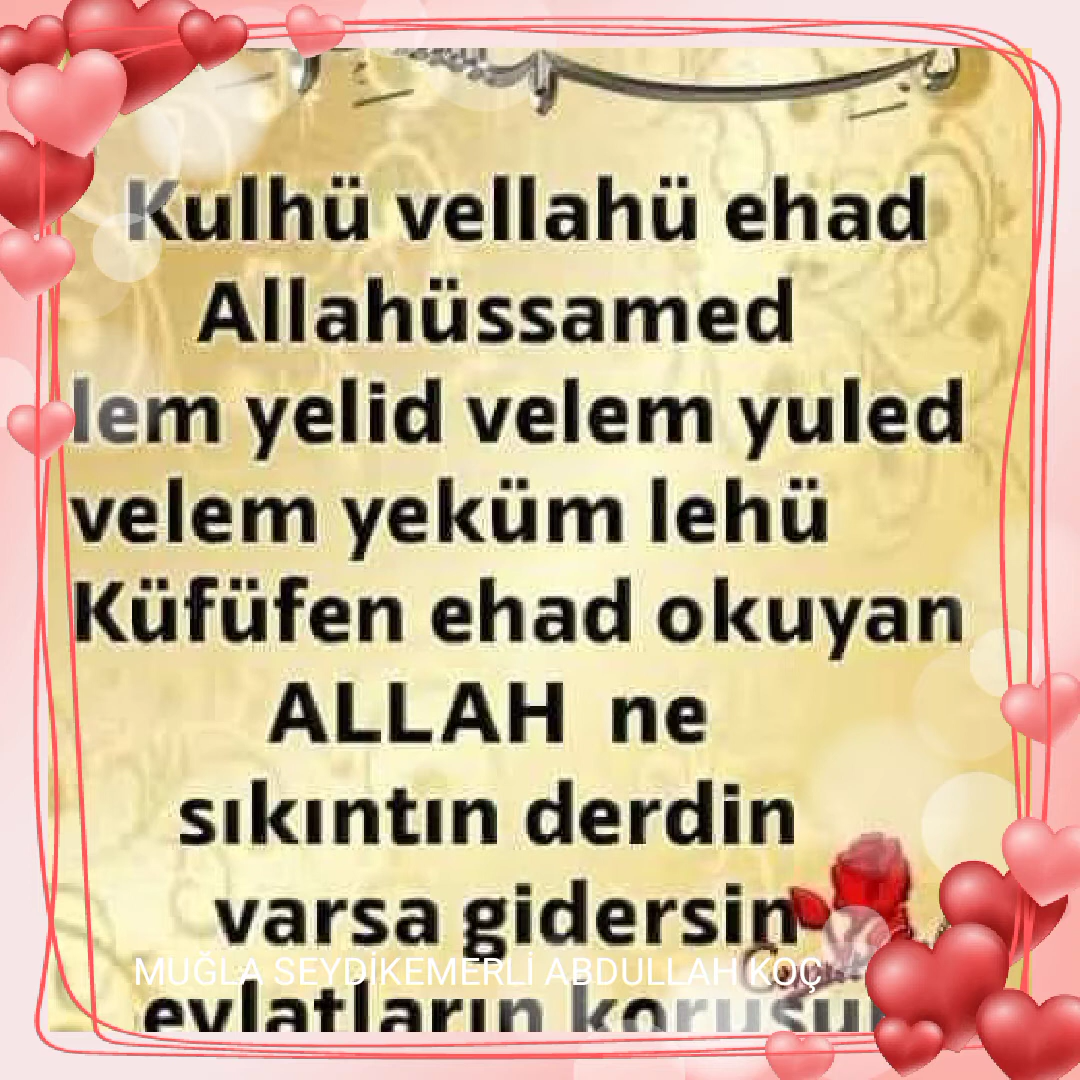 Kulhü vellahü ehad
Allahüssamed
lem yelid velem yuled
velem yeküm lehü
Küfüfen ehad okuyan
ALLAH ne
sıkıntın derdin
varsa gidersin
MUĞLA SEYDİKEMERLİ ABDULLAH KOÇ
evlatların